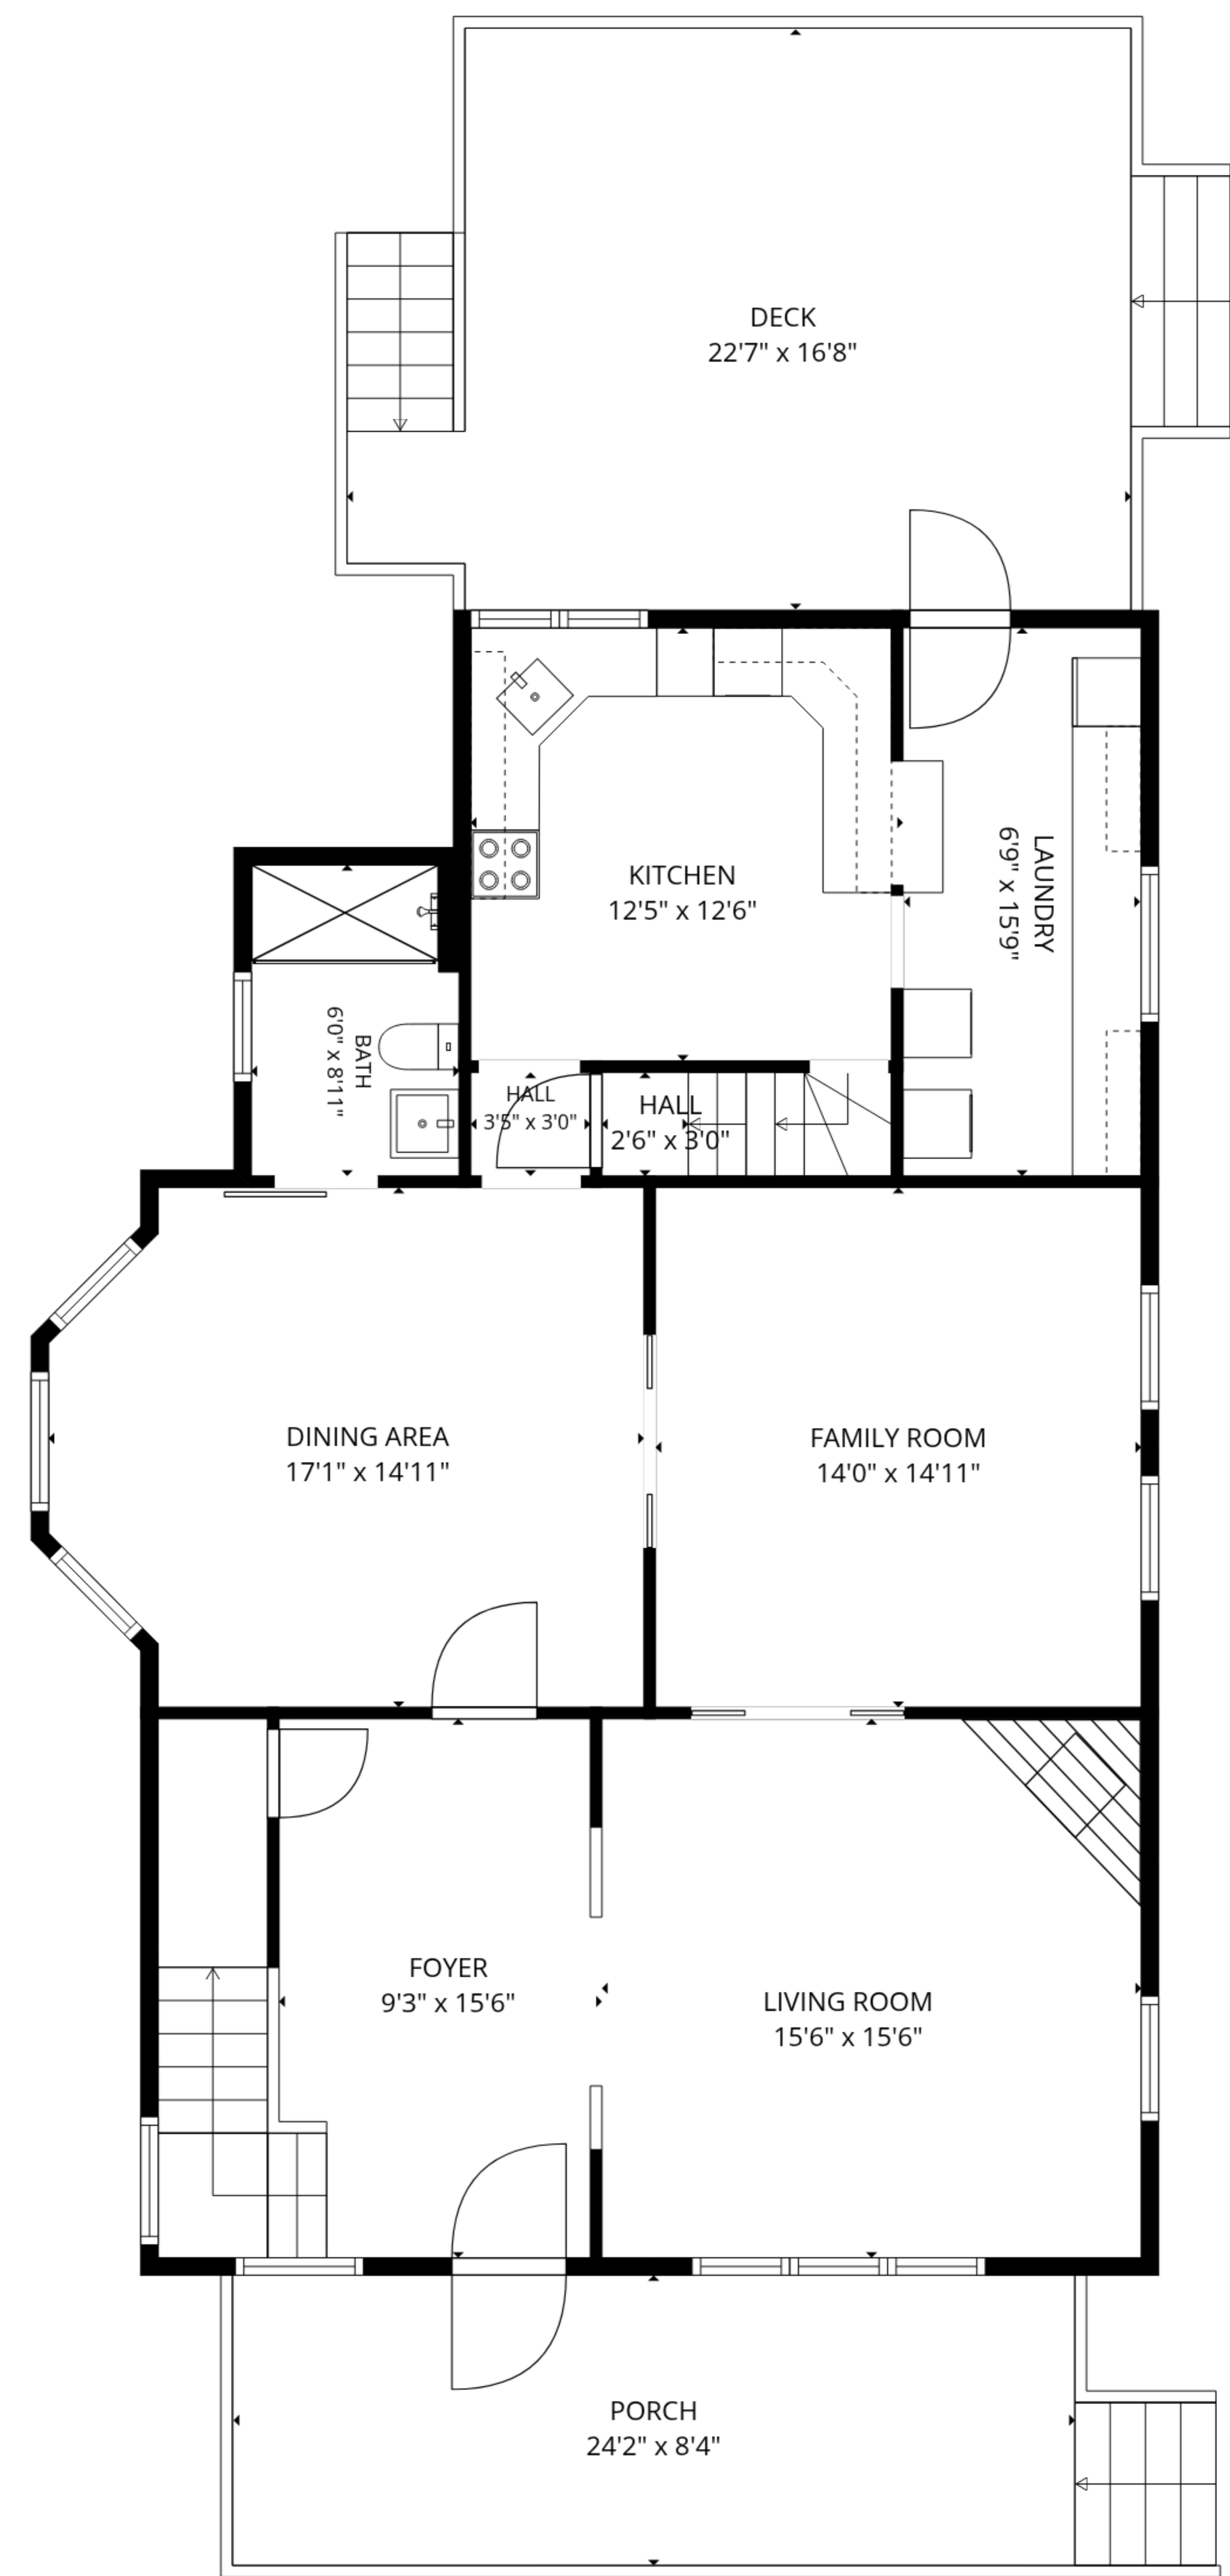 DECK
22'7" x 16'8"
KITCHEN
12'5" x 12'6"
LAUNDRY
6'9" x 15'9"
BATH
6'0" x 8'11"
HALL
3'5" x 3'0"
HALL
2'6" x 3'0"
DINING AREA
17'1" x 14'11"
FAMILY ROOM
14'0" x 14'11"
FOYER
9'3" x 15'6"
LIVING ROOM
15'6" x 15'6"
PORCH
24'2" x 8'4"